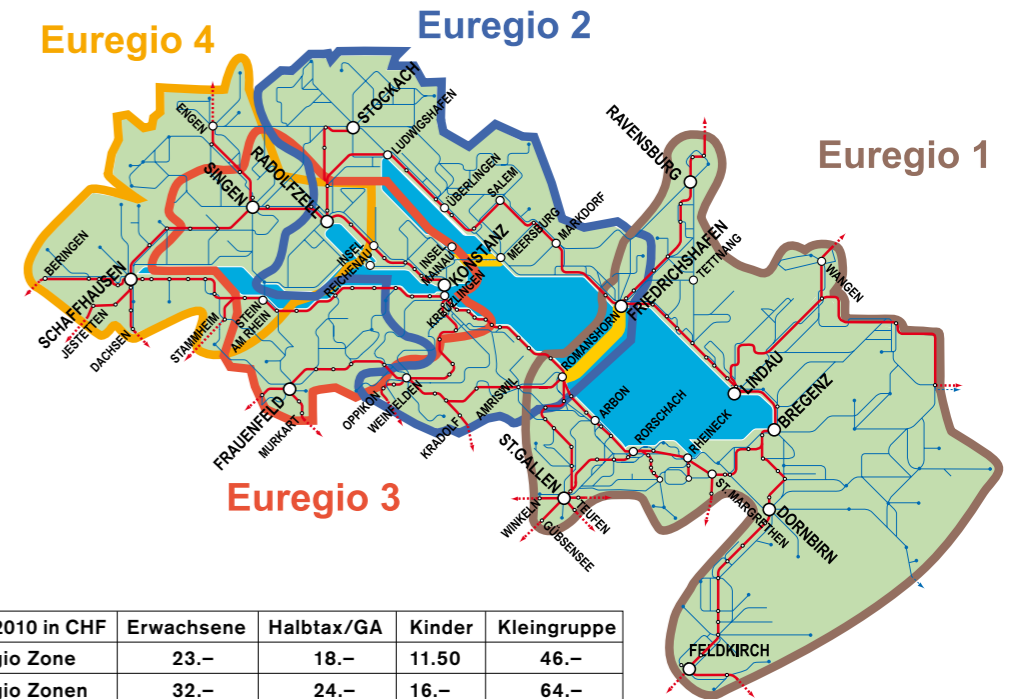 Euregio 4
Euregio 2
Euregio 1
Euregio 3
ENGEN
STOCKACH
LUDWIGSHAFEN
RAVENSBURG
SINGEN
RADOLFZELL
ÜBERLINGEN
SALEM
MEERSBURG
MARKDORF
FRIEDRICHSHAFEN
TETTNANG
WANGEN
BERINGEN
SCHAFFHAUSEN
JESTETTEN
DACHSEN
STAMMHEIM
STEIN
AM RHEIN
INSEL
REICHENAU
INSEL
MAINAU
KONSTANZ
KREUZLINGEN
ROMANSHORN
LINDAU
BREGENZ
FRAUENFELD
MURKART
OPPIKON
WEINFELDEN
KRADOLF
AMRISWIL
ARBON
RORSCHACH
RHEINECK
ST.GALLEN
WINKELN
TEUFEN
GÜBSENSEE
ST. MARGRETHEN
DORNBIRN
FELDKIRCH
2010 in CHF Erwachsene Halbtax/GA Kinder Kleingruppe
gio Zone 23.– 18.– 11.50 46.–
gio Zonen 32.– 24.– 16.– 64.–